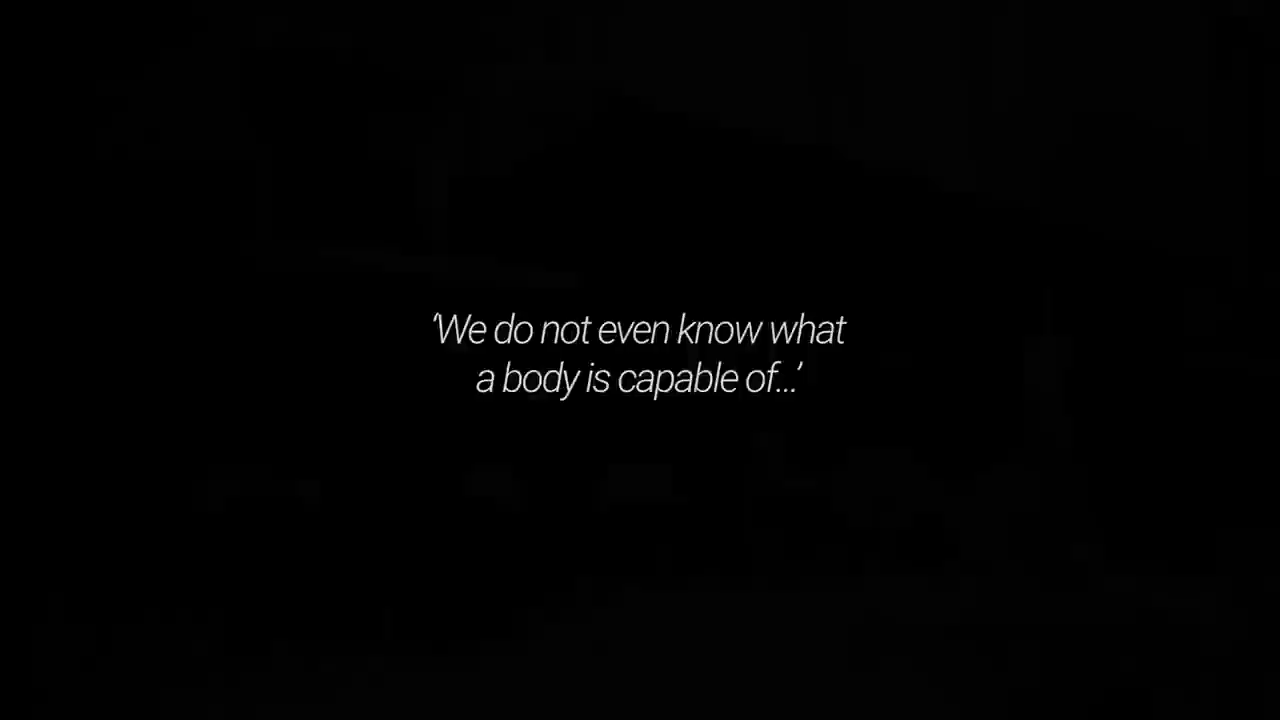 ‘We do not even know what
a body is capable of...’